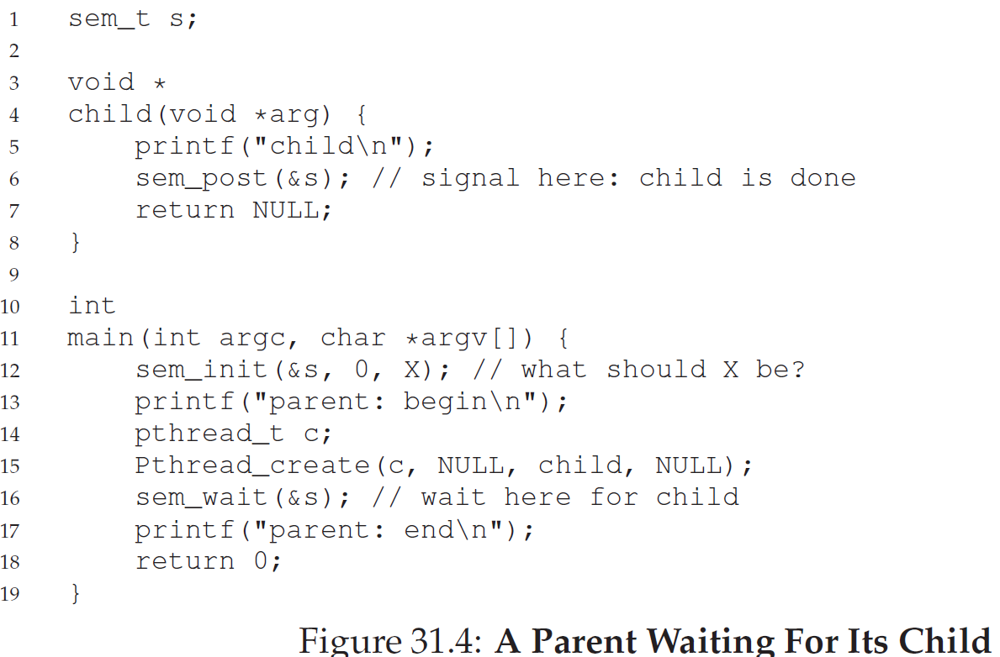 1 sem_t s;
2
3 void *
4 child(void *arg) {
5 printf("child\n");
6 sem_post(&s); // signal here: child is done
7 return NULL;
8 }
9
10 int
11 main(int argc, char *argv[]) {
12 sem_init(&s, 0, X); // what should X be?
13 printf("parent: begin\n");
14 pthread_t c;
15 Pthread_create(c, NULL, child, NULL);
16 sem_wait(&s); // wait here for child
17 printf("parent: end\n");
18 return 0;
19 }
Figure 31.4: A Parent Waiting For Its Child